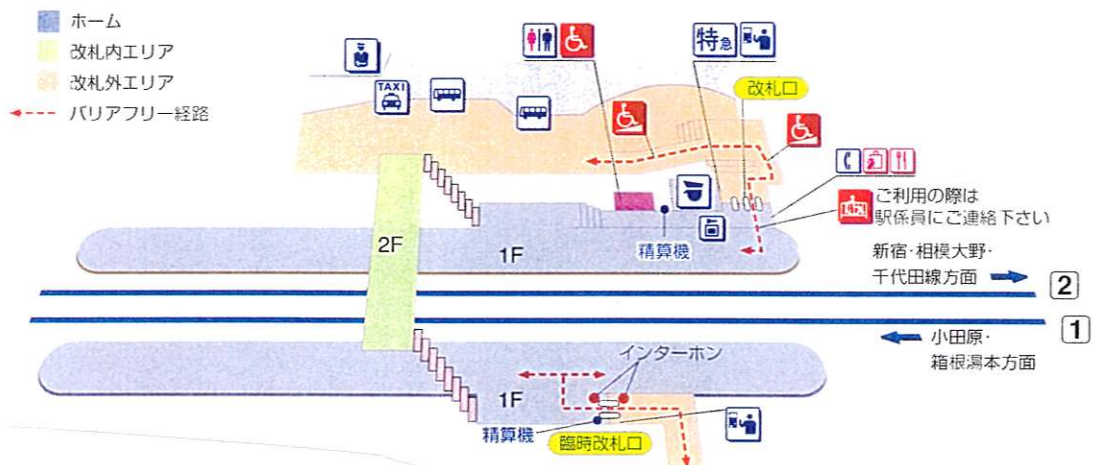 ホーム
改札内エリア
改札外エリア
バリアフリー経路
TAXI
特急
改札口
ご利用の際は
駅係員にご連絡下さい
精算機
2F
1F
新宿・相模大野・
千代田線方面
2
1
小田原・
箱根湯本方面
インターホン
1F
精算機
臨時改札口